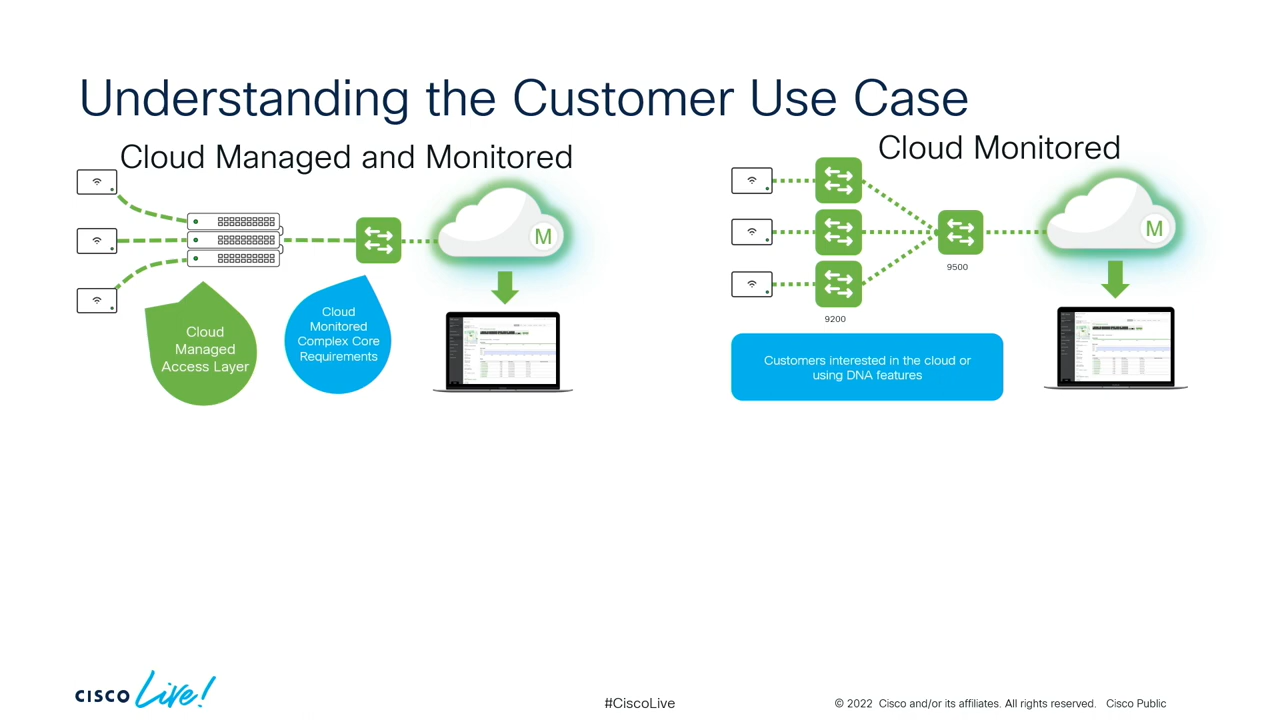 Understanding the Customer Use Case
Cloud Managed and Monitored
M
Cloud
Managed
Access Layer
Cloud
Monitored
Complex Core
Requirements
Cloud Monitored
M
9500
9200
Customers interested in the cloud or
using DNA features
CISCO Live!
#CiscoLive
© 2022 Cisco and/or its affiliates. All rights reserved. Cisco Public